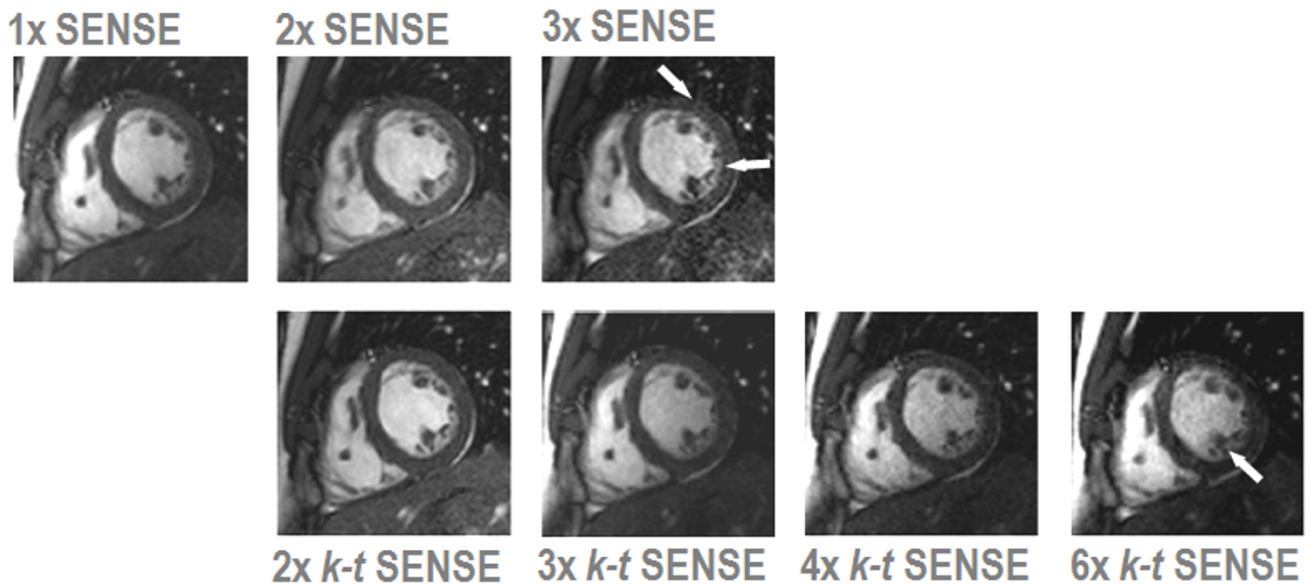 1x SENSE
2x SENSE
3x SENSE
2x k-t SENSE
3x k-t SENSE
4x k-t SENSE
6x k-t SENSE